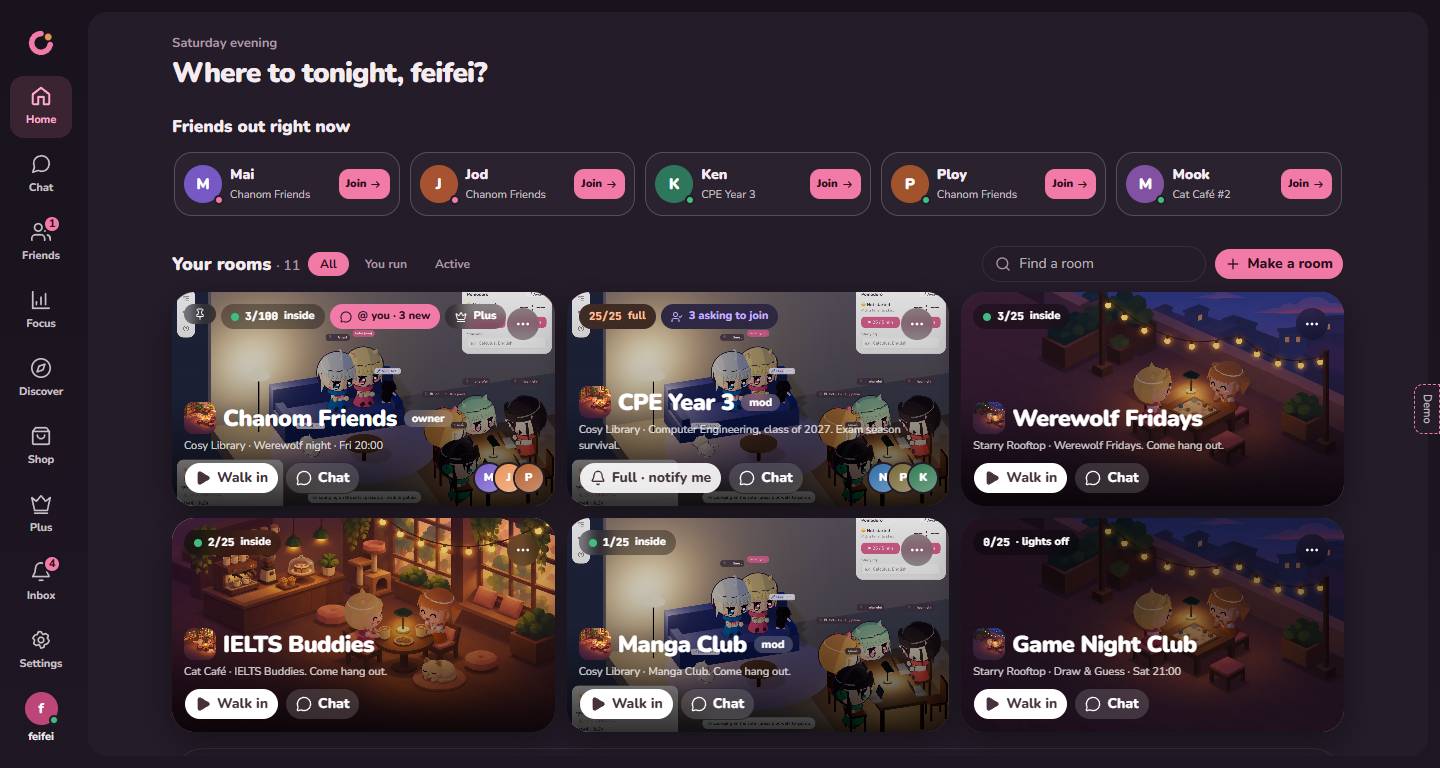 Saturday evening
Where to tonight, feifei?
Home
Chat
1
Friends
Focus
Discover
Shop
Plus
4
Inbox
Settings
f
feifei
Friends out right now
M
Mai
Chanom Friends
Join →
J
Jod
Chanom Friends
Join →
K
Ken
CPE Year 3
Join →
P
Ploy
Chanom Friends
Join →
M
Mook
Cat Café #2
Join →
Your rooms · 11
All
You run
Active
Find a room
+ Make a room
3/100 inside
@ you · 3 new
Plus
Chanom Friends owner
Cosy Library · Werewolf night · Fri 20:00
Walk in
Chat
M J P
25/25 full
3 asking to join
Pomodoro
CPE Year 3 mod
Cosy Library · Computer Engineering, class of 2027. Exam season
survival.
Full · notify me
Chat
N P K
3/25 inside
Werewolf Fridays
Starry Rooftop · Werewolf Fridays. Come hang out.
Walk in
Chat
Demo
2/25 inside
IELTS Buddies
Cat Café · IELTS Buddies. Come hang out.
Walk in
Chat
1/25 inside
Pomodoro
Manga Club mod
Cosy Library · Manga Club. Come hang out.
Walk in
Chat
0/25 · lights off
Game Night Club
Starry Rooftop · Draw & Guess · Sat 21:00
Walk in
Chat